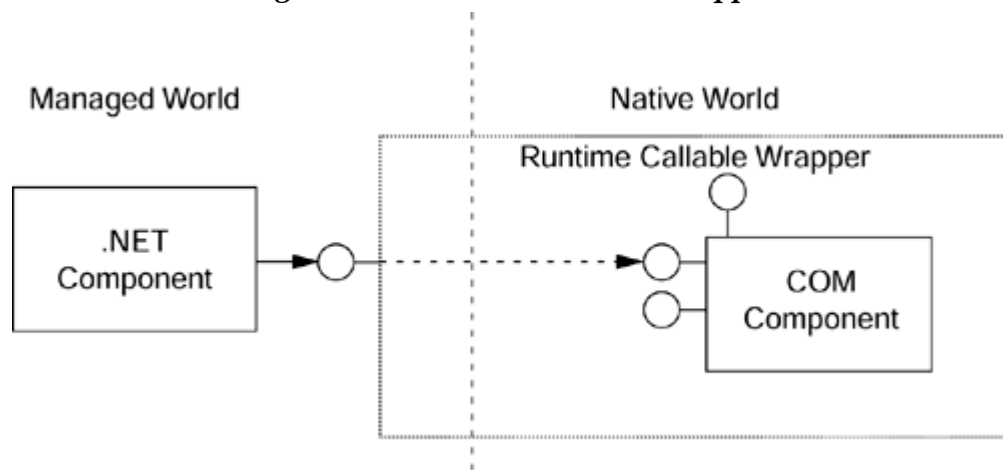 Managed World
Native World
Runtime Callable Wrapper
.NET
Component
COM
Component